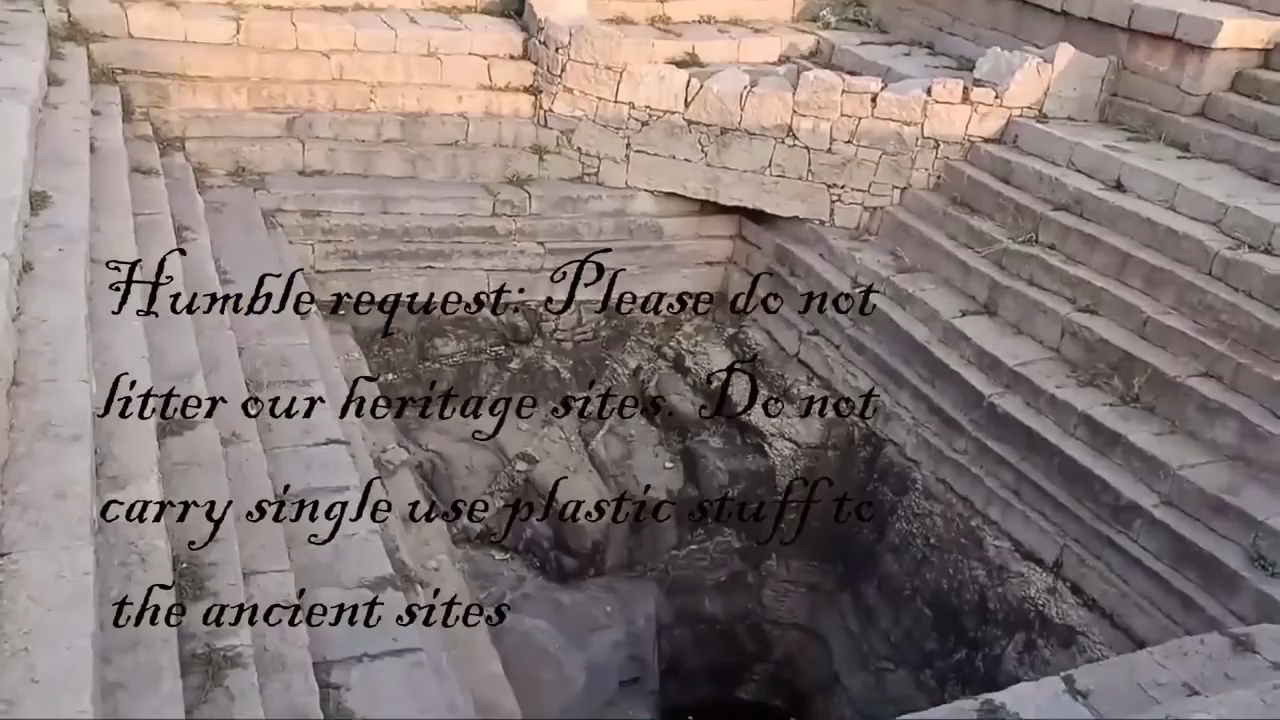 Humble request: Please do not
litter our heritage sites. Do not
carry single use plastic stuff to
the ancient sites